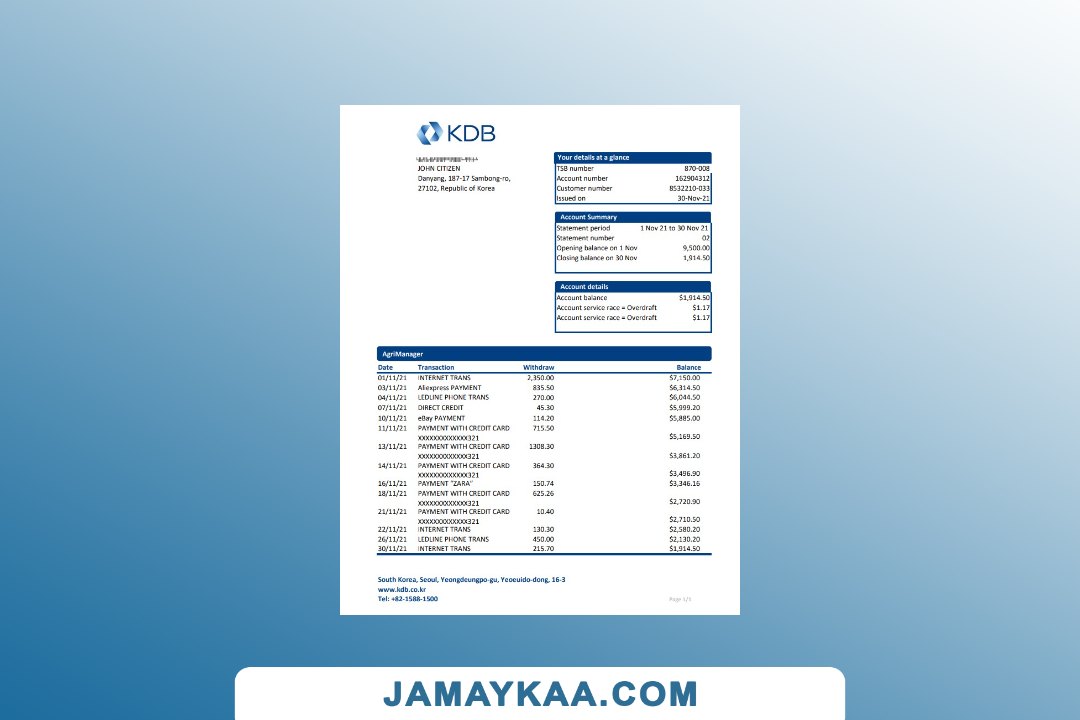 KDB
JOHN CITIZEN
Danyang, 187-17 Sambong-ro,
27102, Republic of Korea
Your details at a glance
TSB number 870-008
Account number 162904312
Customer number 8532210-033
Issued on 30-Nov-21
Account Summary
Statement period 1 Nov 21 to 30 Nov 21
Statement number 02
Opening balance on 1 Nov 9,500.00
Closing balance on 30 Nov 1,914.50
Account details
Account balance $1,914.50
Account service race = Overdraft $1.17
Account service race = Overdraft $1.17
AgriManager
Date Transaction Withdraw Balance
01/11/21 INTERNET TRANS 2,350.00 $7,150.00
03/11/21 Aliexpress PAYMENT 835.50 $6,314.50
04/11/21 LEDLINE PHONE TRANS 270.00 $6,044.50
07/11/21 DIRECT CREDIT 45.30 $5,999.20
10/11/21 eBay PAYMENT 114.20 $5,885.00
11/11/21 PAYMENT WITH CREDIT CARD 715.50
XXXXXXXXXXXXX321 $5,169.50
13/11/21 PAYMENT WITH CREDIT CARD 1308.30
XXXXXXXXXXXXX321 $3,861.20
14/11/21 PAYMENT WITH CREDIT CARD 364.30
XXXXXXXXXXXXX321 $3,496.90
16/11/21 PAYMENT "ZARA" 150.74 $3,346.16
18/11/21 PAYMENT WITH CREDIT CARD 625.26
XXXXXXXXXXXXX321 $2,720.90
21/11/21 PAYMENT WITH CREDIT CARD 10.40
XXXXXXXXXXXXX321 $2,710.50
22/11/21 INTERNET TRANS 130.30 $2,580.20
26/11/21 LEDLINE PHONE TRANS 450.00 $2,130.20
30/11/21 INTERNET TRANS 215.70 $1,914.50
South Korea, Seoul, Yeongdeungpo-gu, Yeoeuido-dong, 16-3
www.kdb.co.kr
Tel: +82-1588-1500
Page 1/3
JAMAYKAA.COM